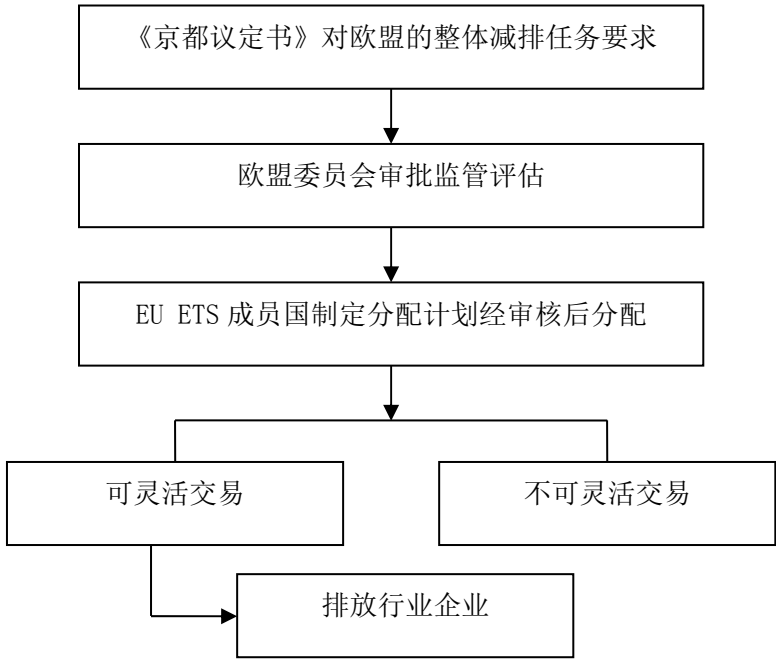 《京都议定书》对欧盟的整体减排任务要求
欧盟委员会审批监管评估
EU ETS 成员国制定分配计划经审核后分配
可灵活交易
不可灵活交易
排放行业企业